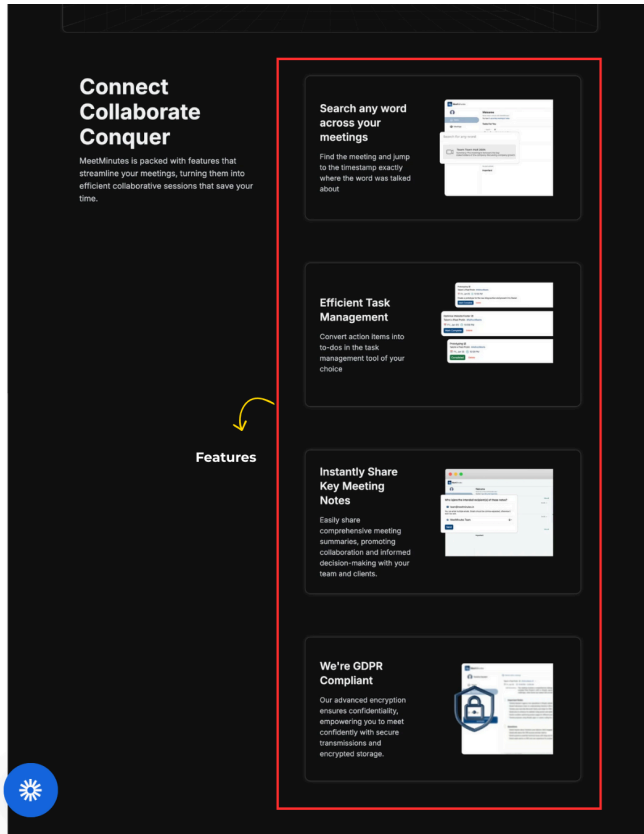 Connect
Collaborate
Conquer
MeetMinutes is packed with features that
streamline your meetings, turning them into
efficient collaborative sessions that save your
time.
Search any word
across your
meetings
Find the meeting and jump
to the timestamp exactly
where the word was talked
about
Efficient Task
Management
Convert action items into
to-dos in the task
management tool of your
choice
Features
Instantly Share
Key Meeting
Notes
Easily share
comprehensive meeting
summaries, promoting
collaboration and informed
decision-making with your
team and clients.
We're GDPR
Compliant
Our advanced encryption
ensures confidentiality,
empowering you to meet
confidently with secure
transmissions and
encrypted storage.